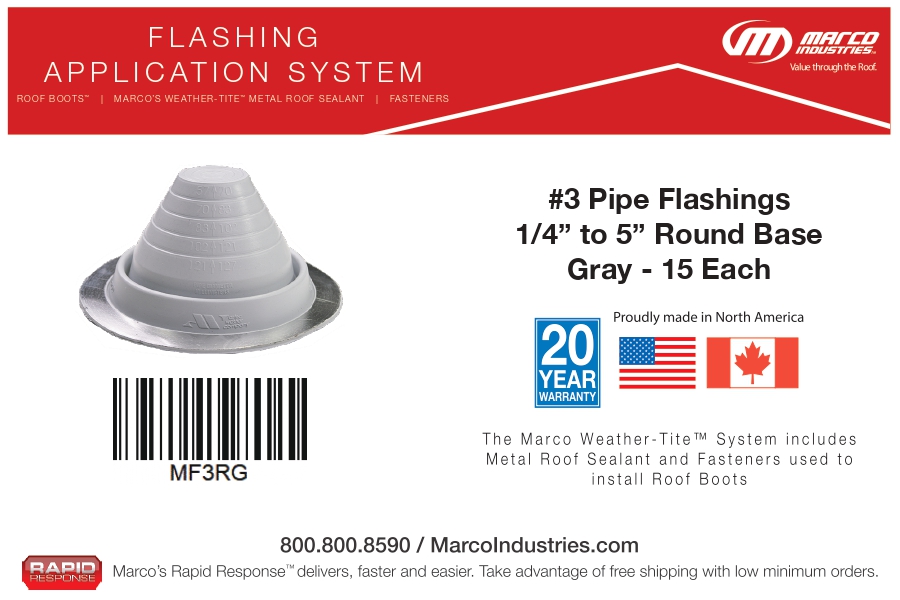 FLASHING
APPLICATION SYSTEM
ROOF BOOTS™ | MARCO'S WEATHER-TITE™ METAL ROOF SEALANT | FASTENERS
MARCO
INDUSTRIES™
Value through the Roof.
#3 Pipe Flashings
1/4” to 5” Round Base
Gray - 15 Each
Proudly made in North America
20
YEAR
WARRANTY
MF3RG
The Marco Weather-Tite™ System includes
Metal Roof Sealant and Fasteners used to
install Roof Boots
800.800.8590 / MarcoIndustries.com
RAPID
RESPONSE
Marco’s Rapid Response™ delivers, faster and easier. Take advantage of free shipping with low minimum orders.